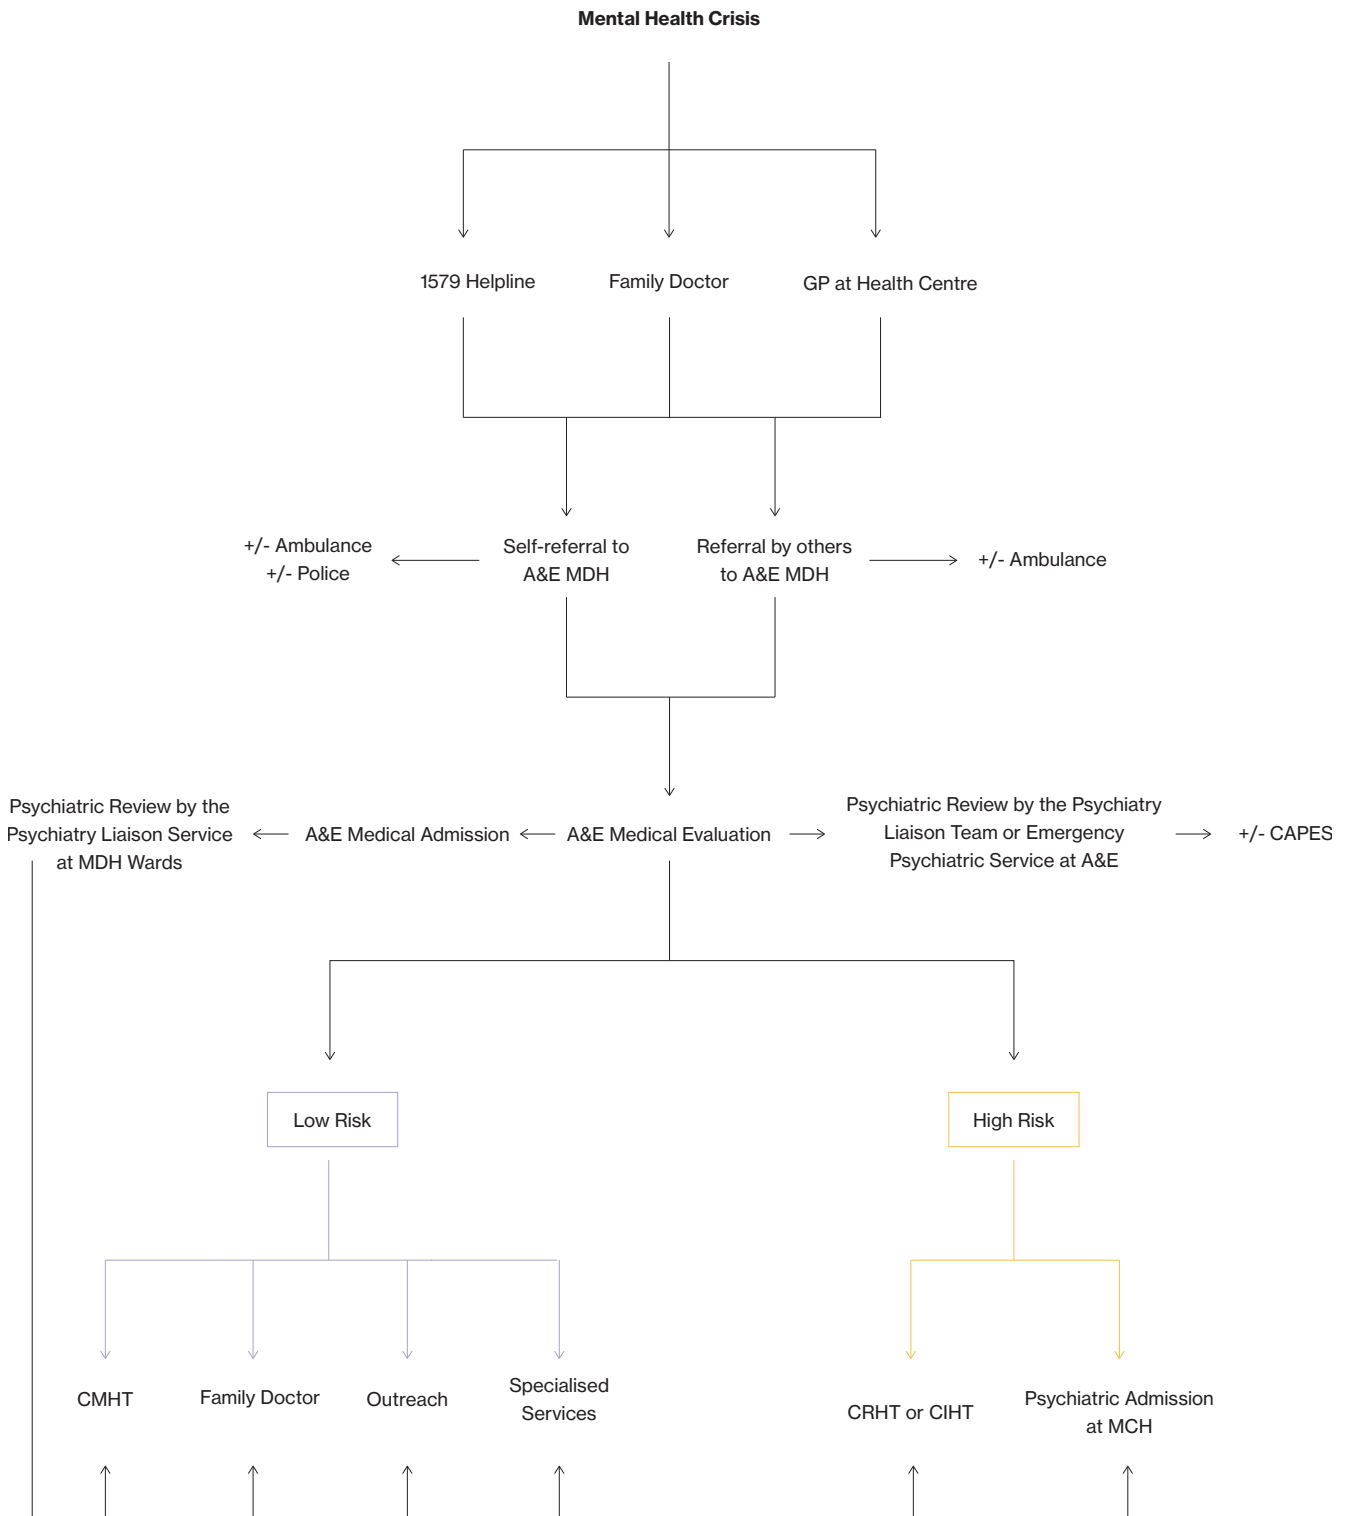 Mental Health Crisis
1579 Helpline
Family Doctor
GP at Health Centre
+/- Ambulance
+/- Police
Self-referral to
A&E MDH
Referral by others
to A&E MDH
+/- Ambulance
Psychiatric Review by the
Psychiatry Liaison Service
at MDH Wards
A&E Medical Admission
A&E Medical Evaluation
Psychiatric Review by the Psychiatry
Liaison Team or Emergency
Psychiatric Service at A&E
+/- CAPES
Low Risk
High Risk
CMHT
Family Doctor
Outreach
Specialised
Services
CRHT or CIHT
Psychiatric Admission
at MCH